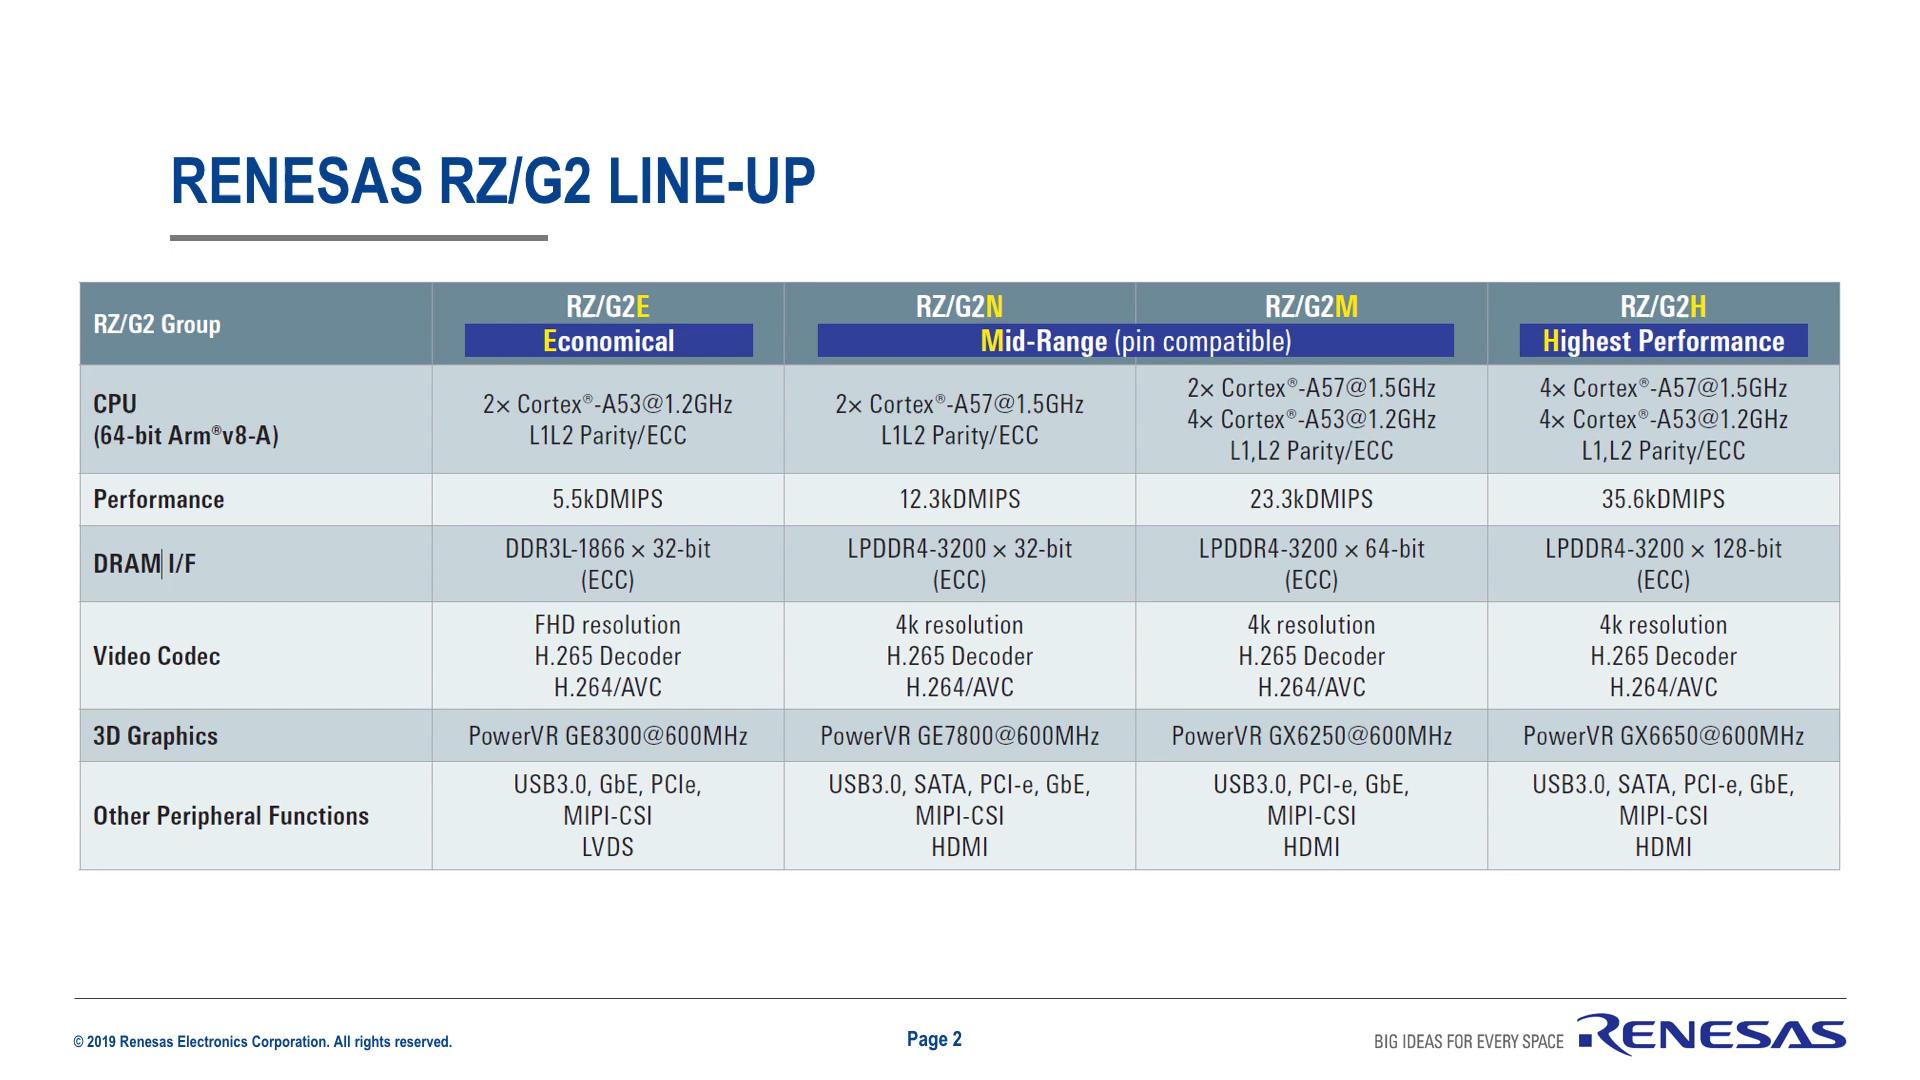 RENESAS RZ/G2 LINE-UP
RZ/G2 Group
RZ/G2E
Economical
RZ/G2N
RZ/G2M
Mid-Range (pin compatible)
RZ/G2H
Highest Performance
CPU
(64-bit Arm®v8-A)
2× Cortex®-A53@1.2GHz
L1L2 Parity/ECC
2× Cortex®-A57@1.5GHz
L1L2 Parity/ECC
2× Cortex®-A57@1.5GHz
4× Cortex®-A53@1.2GHz
L1,L2 Parity/ECC
4× Cortex®-A57@1.5GHz
4× Cortex®-A53@1.2GHz
L1,L2 Parity/ECC
Performance
5.5kDMIPS
12.3kDMIPS
23.3kDMIPS
35.6kDMIPS
DRAM I/F
DDR3L-1866 × 32-bit
(ECC)
LPDDR4-3200 × 32-bit
(ECC)
LPDDR4-3200 × 64-bit
(ECC)
LPDDR4-3200 × 128-bit
(ECC)
Video Codec
FHD resolution
H.265 Decoder
H.264/AVC
4k resolution
H.265 Decoder
H.264/AVC
4k resolution
H.265 Decoder
H.264/AVC
4k resolution
H.265 Decoder
H.264/AVC
3D Graphics
PowerVR GE8300@600MHz
PowerVR GE7800@600MHz
PowerVR GX6250@600MHz
PowerVR GX6650@600MHz
Other Peripheral Functions
USB3.0, GbE, PCIe,
MIPI-CSI
LVDS
USB3.0, SATA, PCI-e, GbE,
MIPI-CSI
HDMI
USB3.0, PCI-e, GbE,
MIPI-CSI
HDMI
USB3.0, SATA, PCI-e, GbE,
MIPI-CSI
HDMI
© 2019 Renesas Electronics Corporation. All rights reserved.
Page 2
BIG IDEAS FOR EVERY SPACE
RENESAS